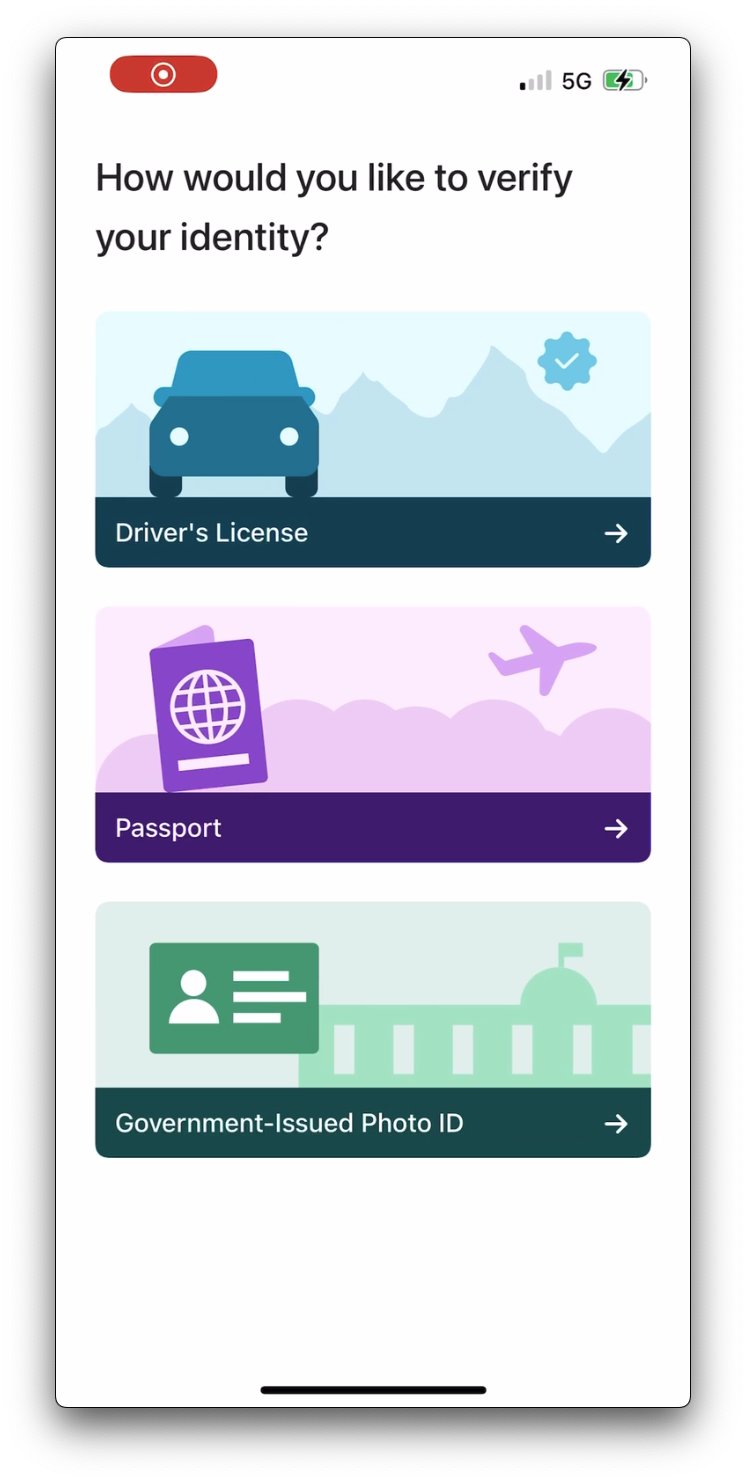 5G
How would you like to verify
your identity?
Driver's License
Passport
Government-Issued Photo ID